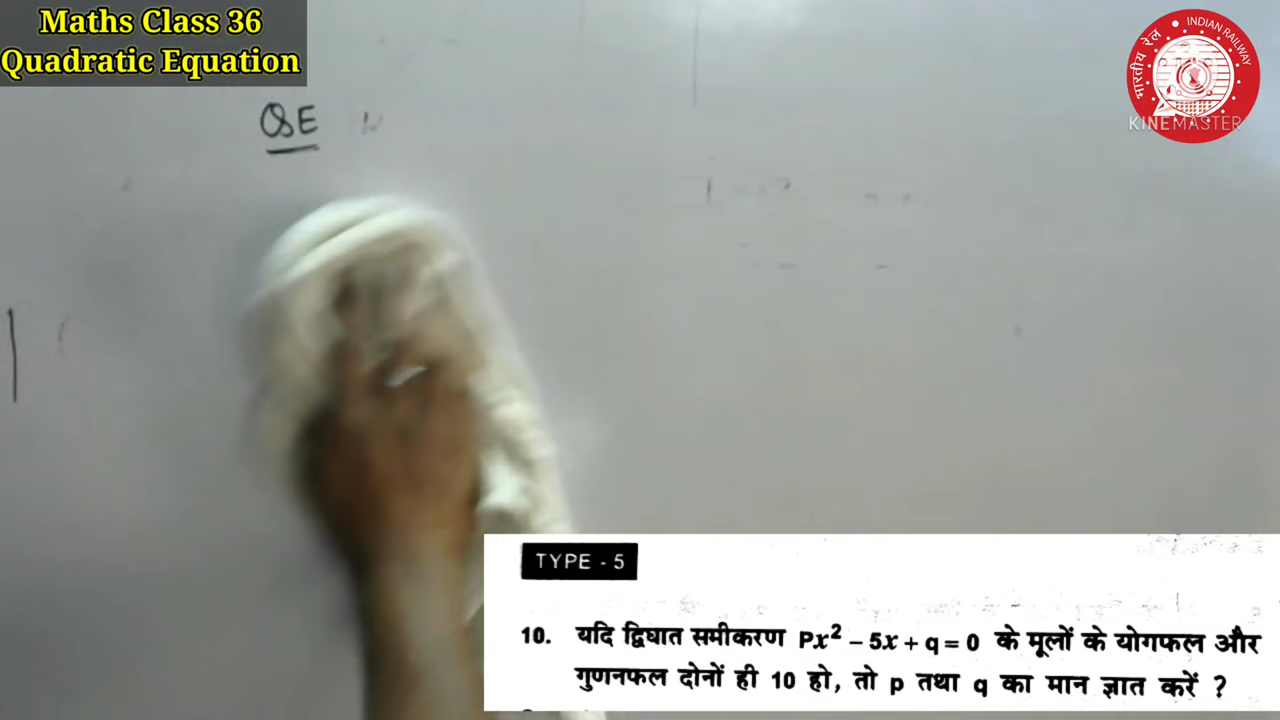 Maths Class 36
Quadratic Equation
भारतीय रेल
INDIAN RAILWAY
KINEMASTER
QE
TYPE - 5
10. यदि द्विघात समीकरण Px² – 5x + q = 0 के मूलों के योगफल और
गुणनफल दोनों ही 10 हो, तो p तथा q का मान ज्ञात करें ?